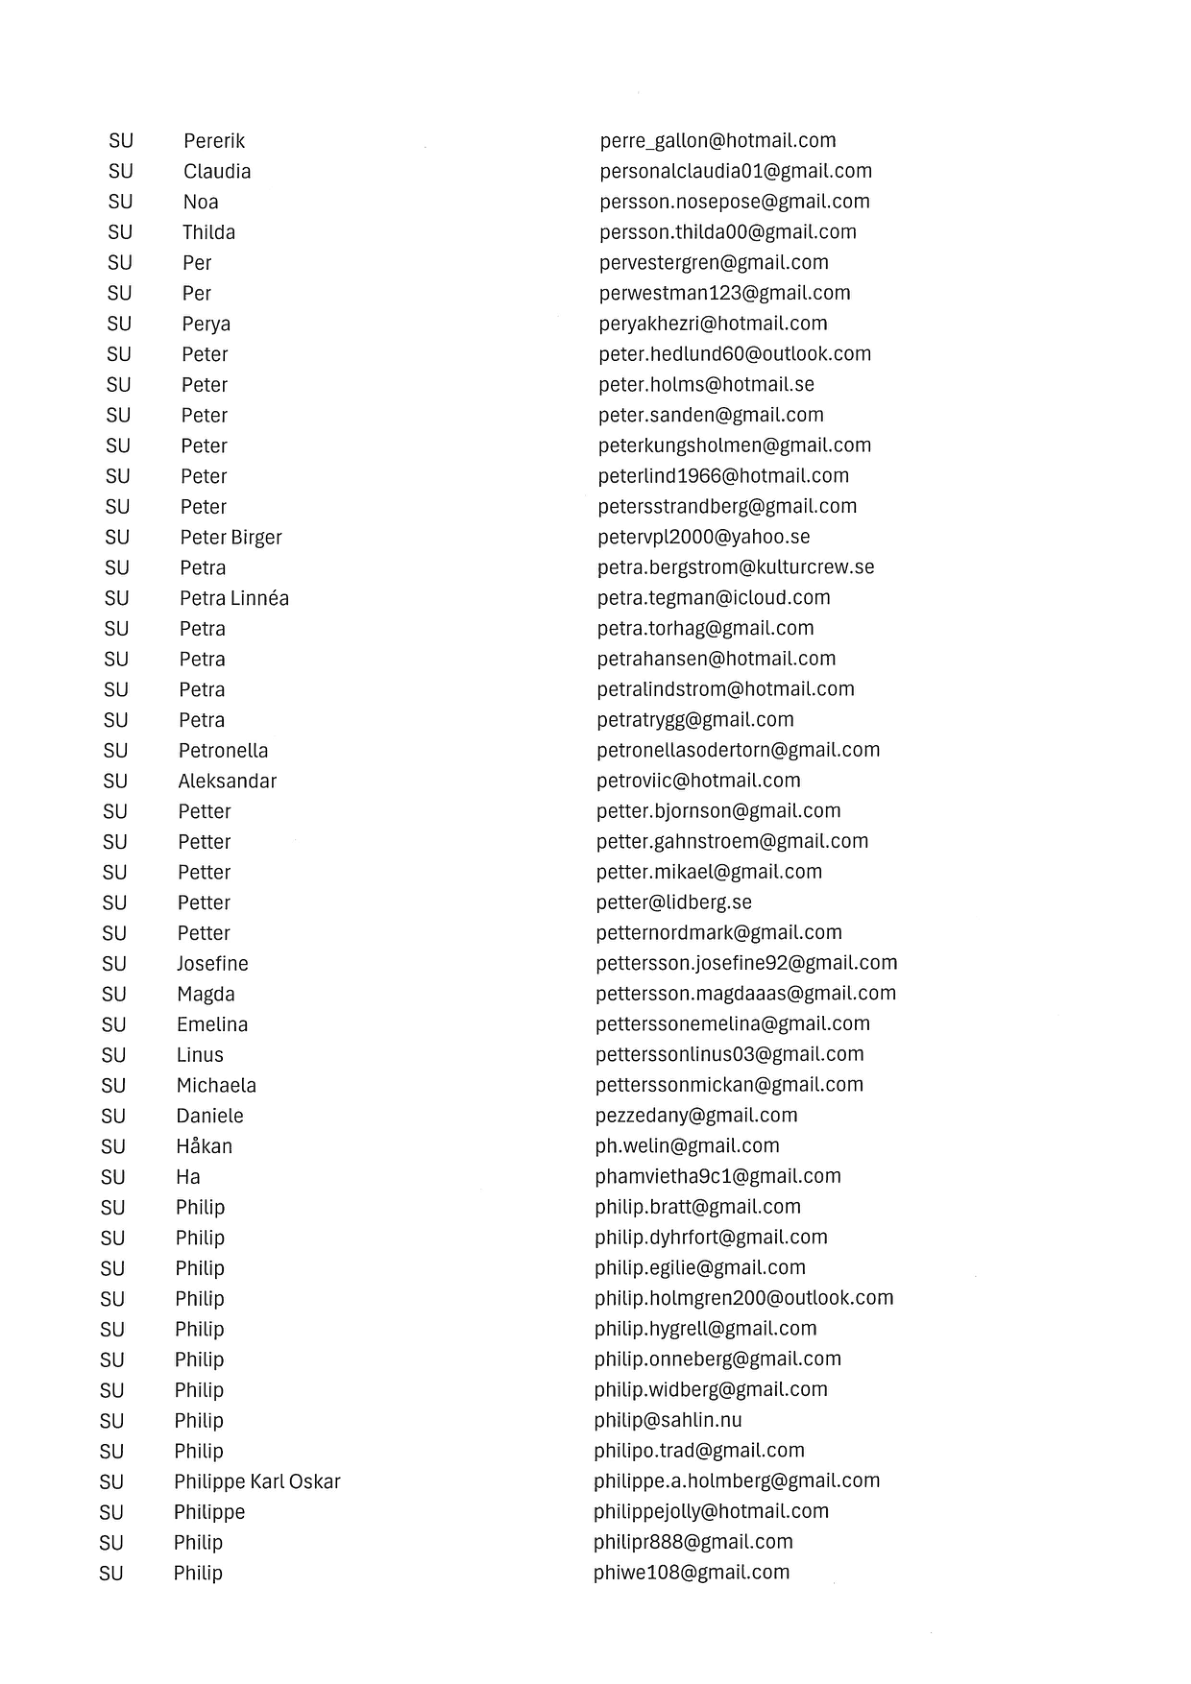 SU Pererik perre_gallon@hotmail.com
SU Claudia personalclaudia01@gmail.com
SU Noa persson.nosepose@gmail.com
SU Thilda persson.thilda00@gmail.com
SU Per pervestergren@gmail.com
SU Per perwestman123@gmail.com
SU Perya peryakhezri@hotmail.com
SU Peter peter.hedlund60@outlook.com
SU Peter peter.holms@hotmail.se
SU Peter peter.sanden@gmail.com
SU Peter peterkungsholmen@gmail.com
SU Peter peterlind1966@hotmail.com
SU Peter petersstrandberg@gmail.com
SU Peter Birger petervpl2000@yahoo.se
SU Petra petra.bergstrom@kulturcrew.se
SU Petra Linnéa petra.tegman@icloud.com
SU Petra petra.torhag@gmail.com
SU Petra petrahansen@hotmail.com
SU Petra petralindstrom@hotmail.com
SU Petra petratrygg@gmail.com
SU Petronella petronellasodertorn@gmail.com
SU Aleksandar petroviic@hotmail.com
SU Petter petter.bjornson@gmail.com
SU Petter petter.gahnstroem@gmail.com
SU Petter petter.mikael@gmail.com
SU Petter petter@lidberg.se
SU Petter petternordmark@gmail.com
SU Josefine pettersson.josefine92@gmail.com
SU Magda pettersson.magdaaas@gmail.com
SU Emelina petterssonemelina@gmail.com
SU Linus petterssonlinus03@gmail.com
SU Michaela petterssonmickan@gmail.com
SU Daniele pezzedany@gmail.com
SU Håkan ph.welin@gmail.com
SU Ha phamvietha9c1@gmail.com
SU Philip philip.bratt@gmail.com
SU Philip philip.dyhrfort@gmail.com
SU Philip philip.egilie@gmail.com
SU Philip philip.holmgren200@outlook.com
SU Philip philip.hygrell@gmail.com
SU Philip philip.onneberg@gmail.com
SU Philip philip.widberg@gmail.com
SU Philip philip@sahlin.nu
SU Philip philipo.trad@gmail.com
SU Philippe Karl Oskar philippe.a.holmberg@gmail.com
SU Philippe philippejolly@hotmail.com
SU Philip philipr888@gmail.com
SU Philip phiwe108@gmail.com